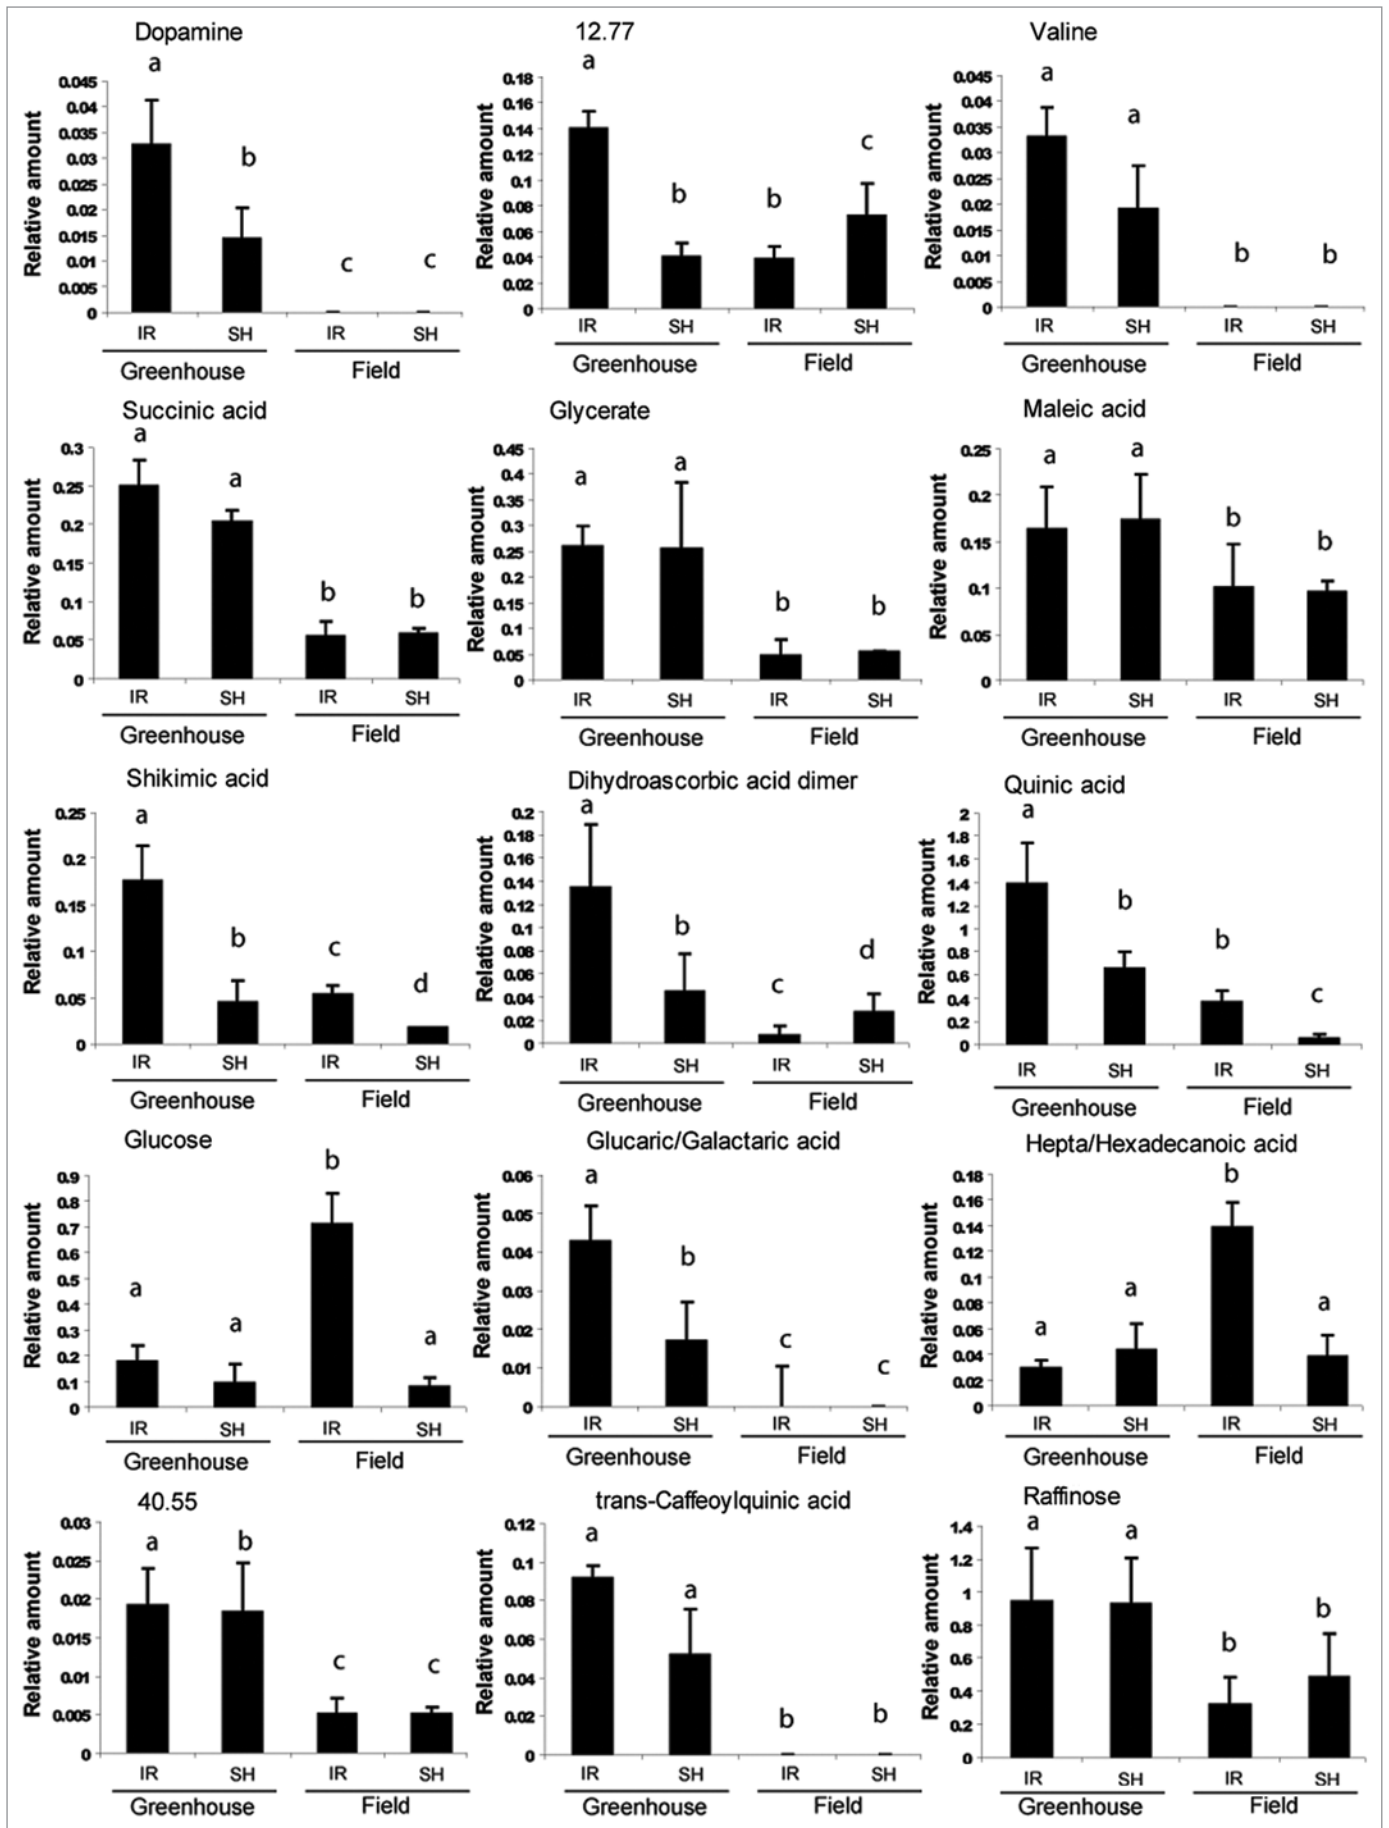 Dopamine
a
b
c
c
Relative amount
0.045
0.04
0.035
0.03
0.025
0.02
0.015
0.01
0.005
0
IR
SH
IR
SH
Greenhouse
Field
12.77
a
b
b
c
Relative amount
0.18
0.16
0.14
0.12
0.1
0.08
0.06
0.04
0.02
0
IR
SH
IR
SH
Greenhouse
Field
Valine
a
a
b
b
Relative amount
0.045
0.04
0.035
0.03
0.025
0.02
0.015
0.01
0.005
0
IR
SH
IR
SH
Greenhouse
Field
Succinic acid
a
a
b
b
Relative amount
0.3
0.25
0.2
0.15
0.1
0.05
0
IR
SH
IR
SH
Greenhouse
Field
Glycerate
a
a
b
b
Relative amount
0.45
0.4
0.35
0.3
0.25
0.2
0.15
0.1
0.05
0
IR
SH
IR
SH
Greenhouse
Field
Maleic acid
a
a
b
b
Relative amount
0.25
0.2
0.15
0.1
0.05
0
IR
SH
IR
SH
Greenhouse
Field
Shikimic acid
a
b
c
d
Relative amount
0.25
0.2
0.15
0.1
0.05
0
IR
SH
IR
SH
Greenhouse
Field
Dihydroascorbic acid dimer
a
b
c
d
Relative amount
0.2
0.18
0.16
0.14
0.12
0.1
0.08
0.06
0.04
0.02
0
IR
SH
IR
SH
Greenhouse
Field
Quinic acid
a
b
b
c
Relative amount
2
1.8
1.6
1.4
1.2
1
0.8
0.6
0.4
0.2
0
IR
SH
IR
SH
Greenhouse
Field
Glucose
a
a
b
a
Relative amount
0.9
0.8
0.7
0.6
0.5
0.4
0.3
0.2
0.1
0
IR
SH
IR
SH
Greenhouse
Field
Glucaric/Galactaric acid
a
b
c
c
Relative amount
0.06
0.05
0.04
0.03
0.02
0.01
0
IR
SH
IR
SH
Greenhouse
Field
Hepta/Hexadecanoic acid
a
a
b
a
Relative amount
0.18
0.16
0.14
0.12
0.1
0.08
0.06
0.04
0.02
0
IR
SH
IR
SH
Greenhouse
Field
40.55
a
b
c
c
Relative amount
0.03
0.025
0.02
0.015
0.01
0.005
0
IR
SH
IR
SH
Greenhouse
Field
trans-Caffeoylquinic acid
a
a
b
b
Relative amount
0.12
0.1
0.08
0.06
0.04
0.02
0
IR
SH
IR
SH
Greenhouse
Field
Raffinose
a
a
b
b
Relative amount
1.4
1.2
1
0.8
0.6
0.4
0.2
0
IR
SH
IR
SH
Greenhouse
Field